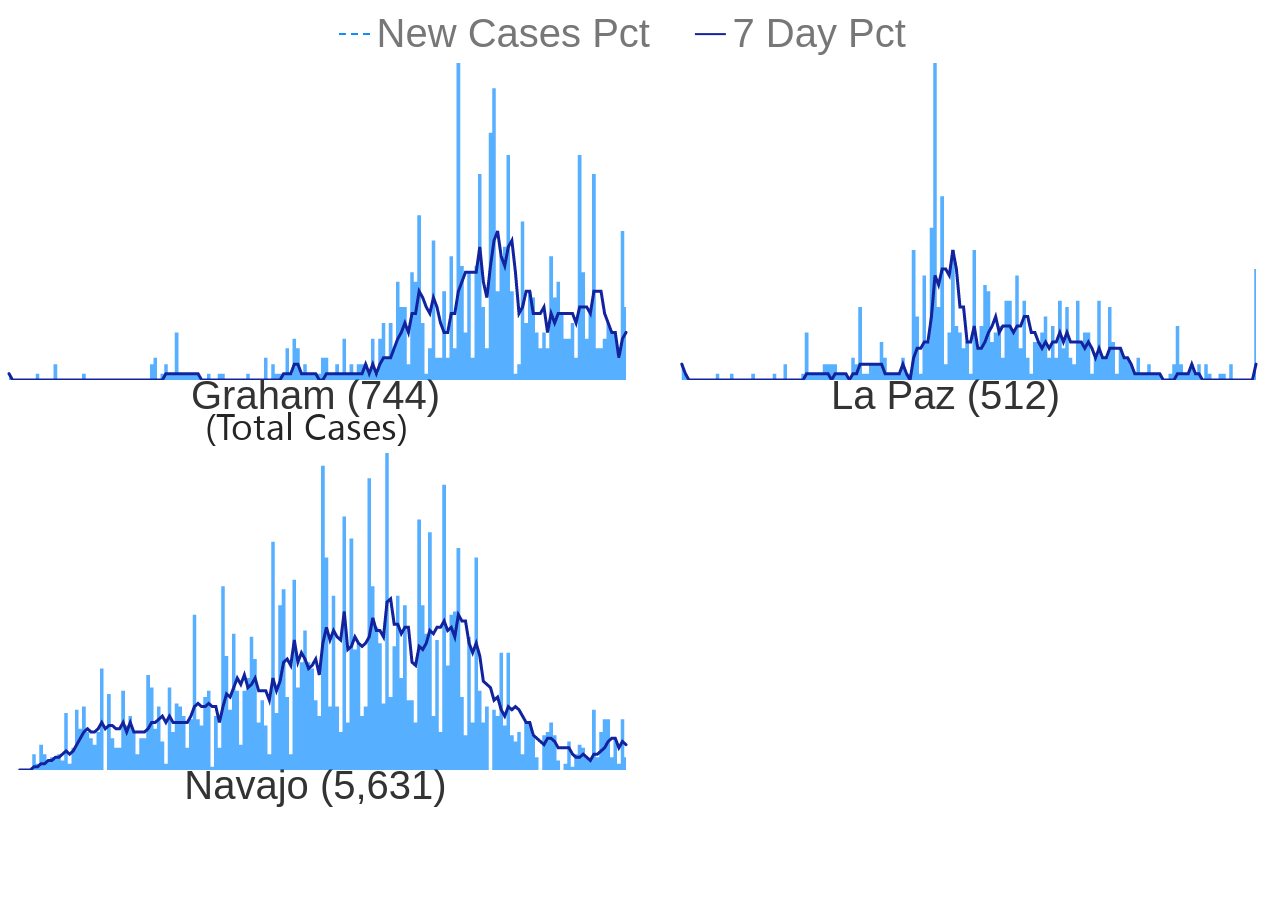 New Cases Pct 7 Day Pct
Graham (744) La Paz (512)
(Total Cases)
Navajo (5,631)